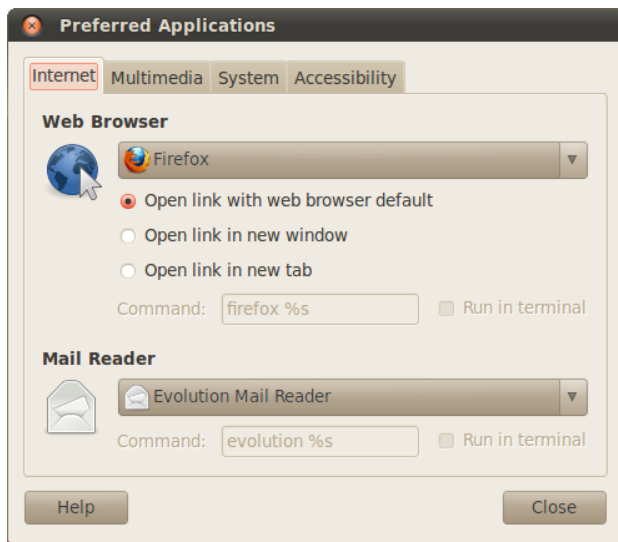 Preferred Applications
Internet Multimedia System Accessibility
Web Browser
Firefox
Open link with web browser default
Open link in new window
Open link in new tab
Command: firefox %s Run in terminal
Mail Reader
Evolution Mail Reader
Command: evolution %s Run in terminal
Help Close